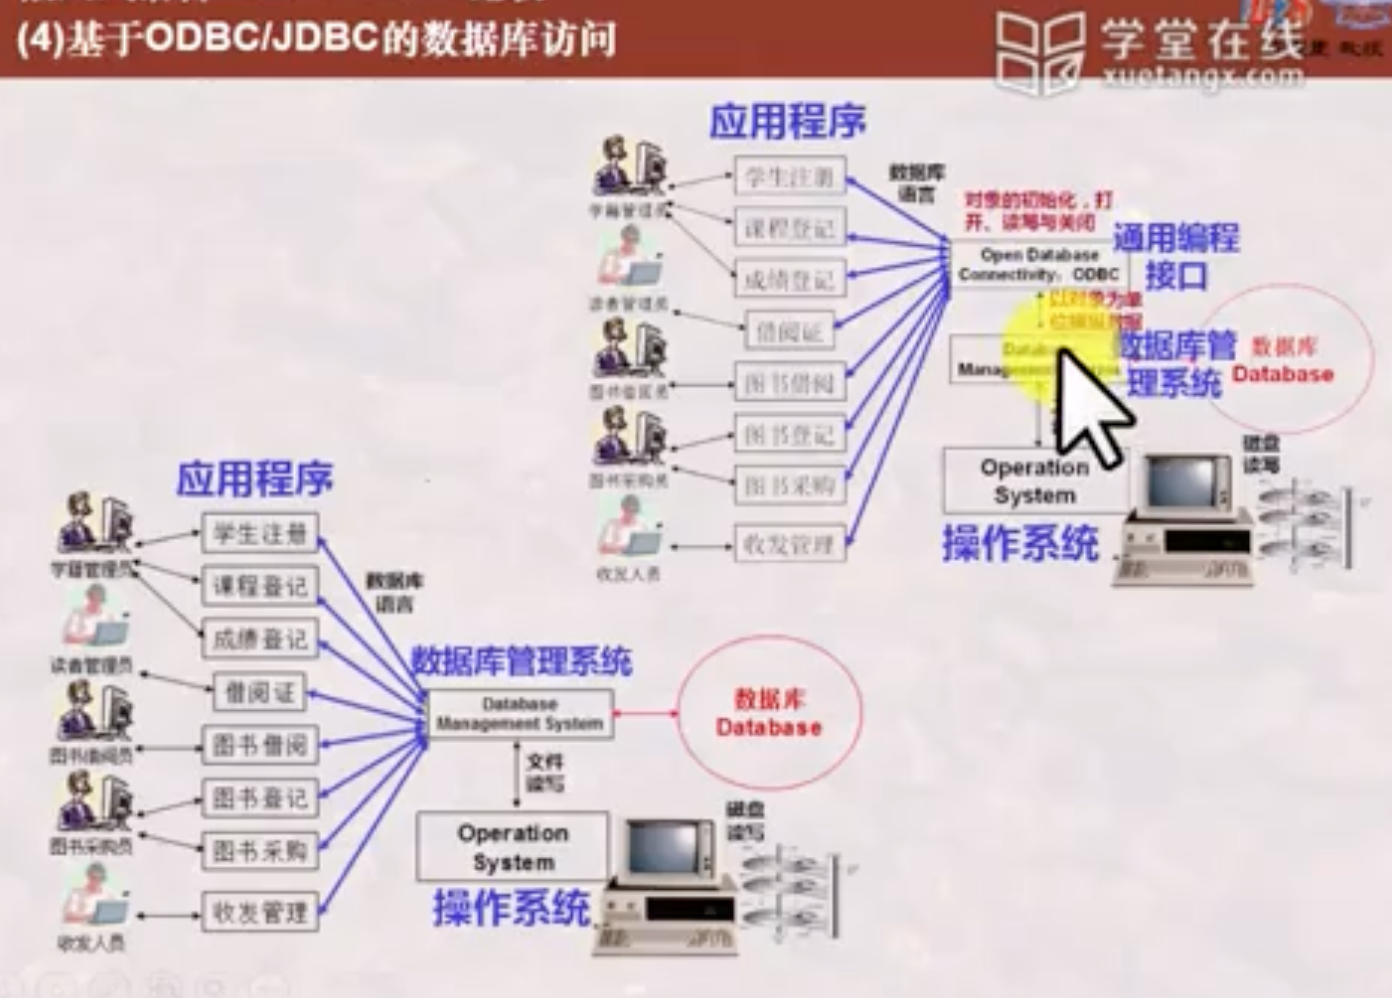 (4)基于ODBC/JDBC的数据库访问
学堂在线
xuetangx.com
应用程序
学生注册
课程登记
成绩登记
借阅证
图书借阅
图书登记
图书采购
收发管理
学籍管理员
读者管理员
图书借阅员
图书采购员
收发人员
数据库
语言
对象的初始化，打
开、读写与关闭
Open Database
Connectivity：ODBC
通用编程
接口
以对象为单
数据库管
理系统
数据库
Database
Operation
System
操作系统
磁盘
读写
应用程序
学生注册
课程登记
成绩登记
借阅证
图书借阅
图书登记
图书采购
收发管理
学籍管理员
读者管理员
图书借阅员
图书采购员
收发人员
数据库
语言
数据库管理系统
Database
Management System
数据库
Database
文件
读写
Operation
System
操作系统
磁盘
读写